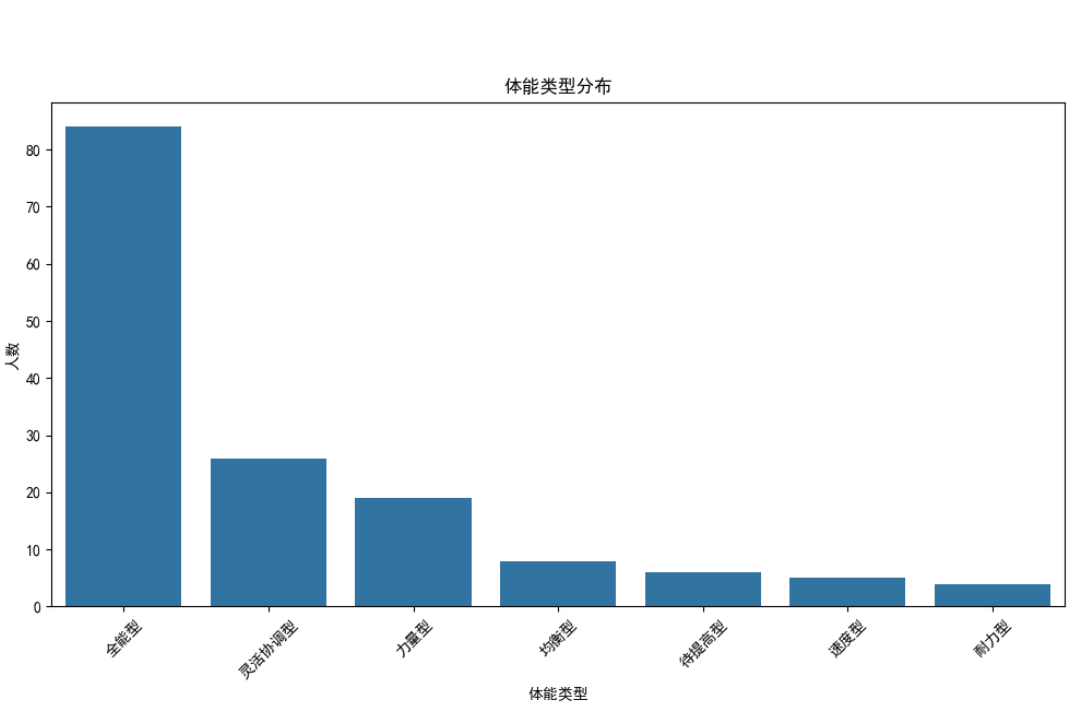 体能类型分布
人数
80
70
60
50
40
30
20
10
0
全能型
灵活协调型
力量型
均衡型
待提高型
速度型
耐力型
体能类型